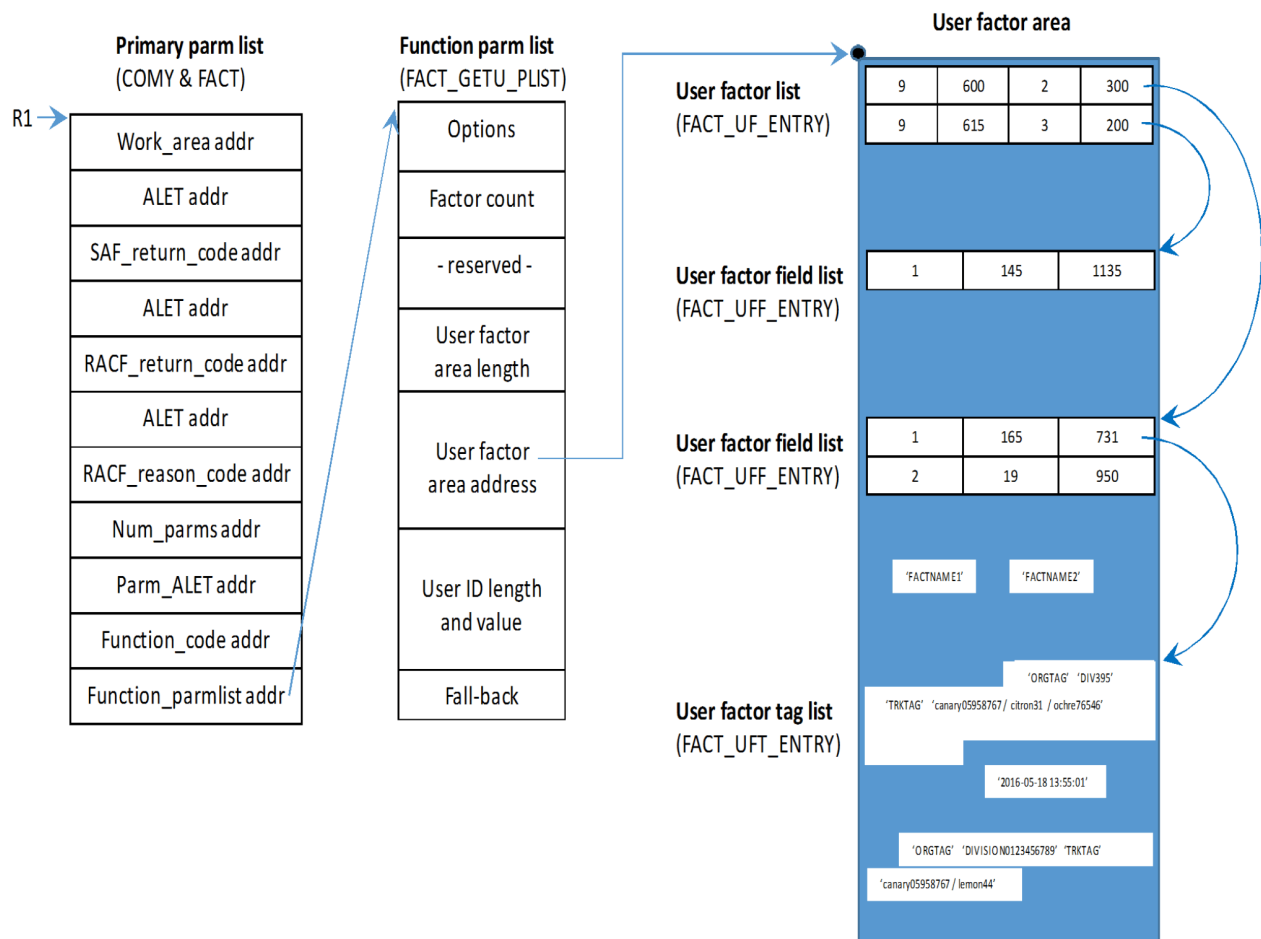 User factor area
Primary parm list
(COMY & FACT)
R1
Work_area addr
ALET addr
SAF_return_code addr
ALET addr
RACF_return_code addr
ALET addr
RACF_reason_code addr
Num_parms addr
Parm_ALET addr
Function_code addr
Function_parmlist addr
Function parm list
(FACT_GETU_PLIST)
Options
Factor count
- reserved -
User factor
area length
User factor
area address
User ID length
and value
Fall-back
User factor list
(FACT_UF_ENTRY)
9 600 2 300
9 615 3 200
User factor field list
(FACT_UFF_ENTRY)
1 145 1135
User factor field list
(FACT_UFF_ENTRY)
1 165 731
2 19 950
'FACTNAME1' 'FACTNAME2'
User factor tag list
(FACT_UFT_ENTRY)
'ORGTAG' 'DIV395'
'TRKTAG' 'canary05958767 / citron31 / ochre76546'
'2016-05-18 13:55:01'
'ORGTAG' 'DIVISION0123456789' 'TRKTAG'
'canary05958767 / lemon44'